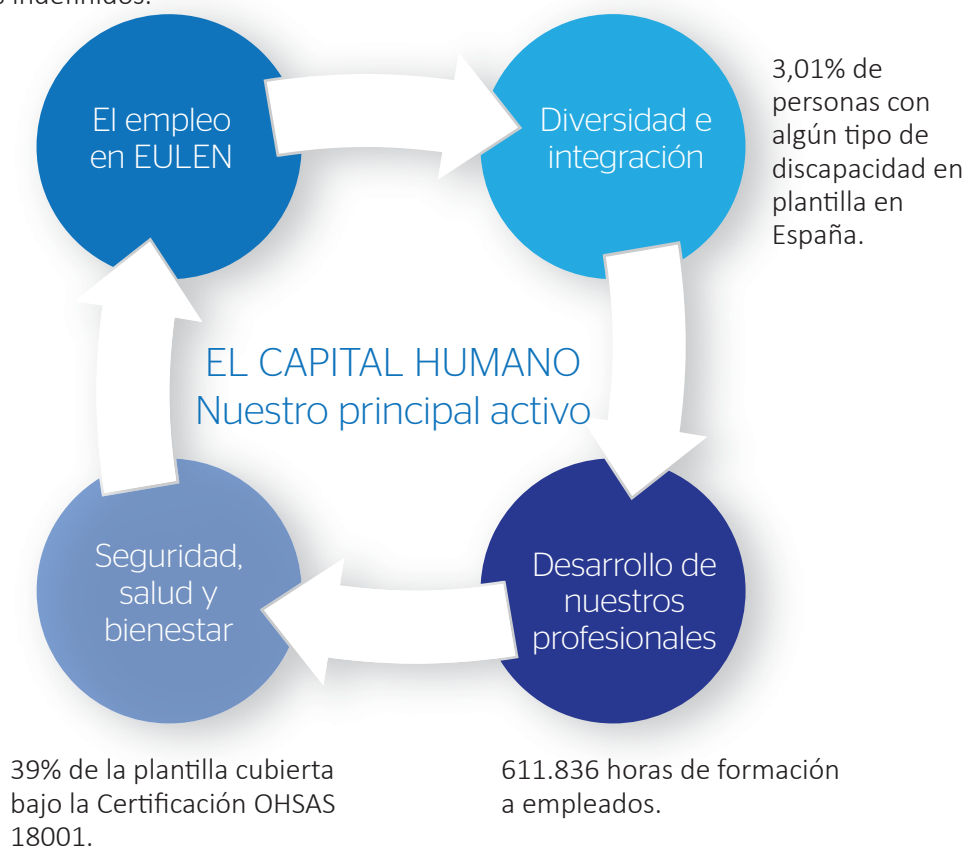 indefinidos.
El empleo
en EULEN
Diversidad e
integración
3,01% de
personas con
algún tipo de
discapacidad en
plantilla en
España.
EL CAPITAL HUMANO
Nuestro principal activo
Seguridad,
salud y
bienestar
Desarrollo de
nuestros
profesionales
39% de la plantilla cubierta
bajo la Certificación OHSAS
18001.
611.836 horas de formación
a empleados.